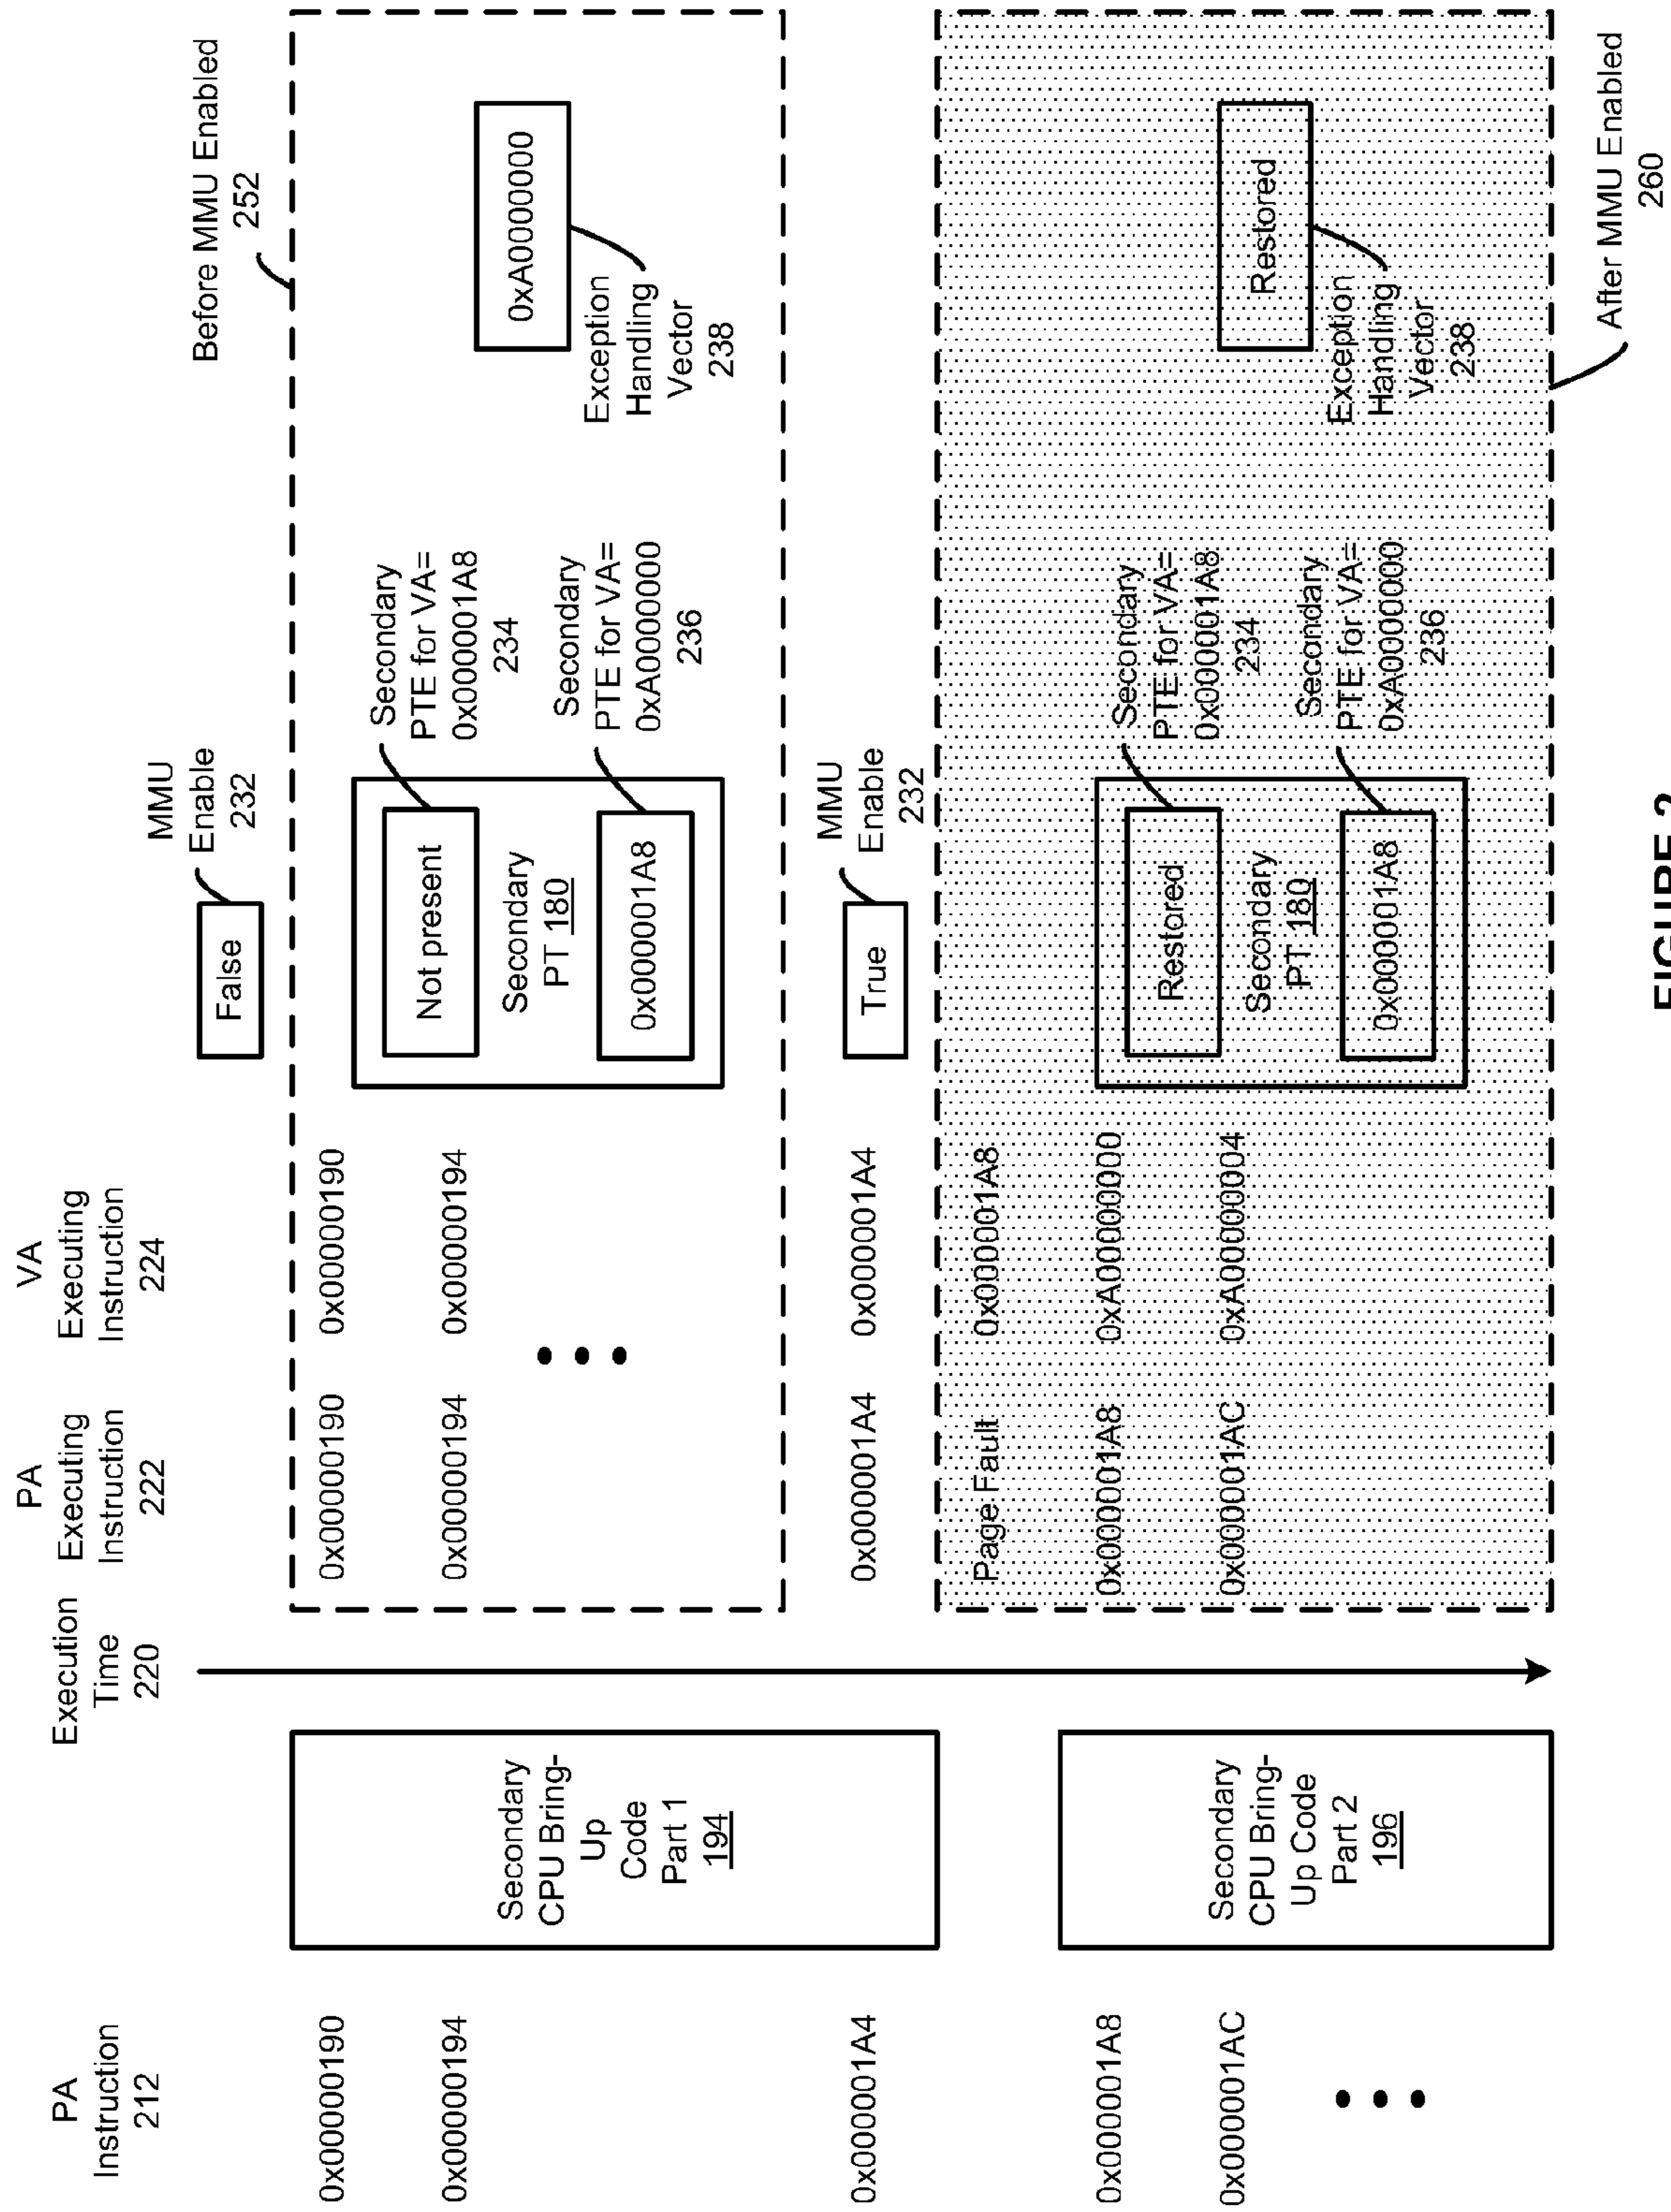 PA
Instruction
212
Execution
Time
220
PA
Executing
Instruction
222
VA
Executing
Instruction
224
MMU
Enable
232
False
Before MMU Enabled
252
0x00000190
0x00000194
0x000001A4
0x000001A8
0x000001AC
Secondary
CPU Bring-
Up
Code
Part 1
194
Secondary
CPU Bring-
Up Code
Part 2
196
0x00000190
0x00000190
0x00000194
0x00000194
Not present
Secondary
PT 180
0x000001A8
Secondary
PTE for VA=
0x000001A8
234
Secondary
PTE for VA=
0xA0000000
236
0xA0000000
Exception
Handling
Vector
238
0x000001A4
0x000001A4
True
MMU
Enable
232
Page Fault
0x000001A8
0x000001A8
0xA0000000
0x000001AC
0xA0000004
Restored
Secondary
PT 180
0x000001A8
Secondary
PTE for VA=
0x000001A8
234
Secondary
PTE for VA=
0xA0000000
236
Restored
Exception
Handling
Vector
238
After MMU Enabled
260
FIGURE 2